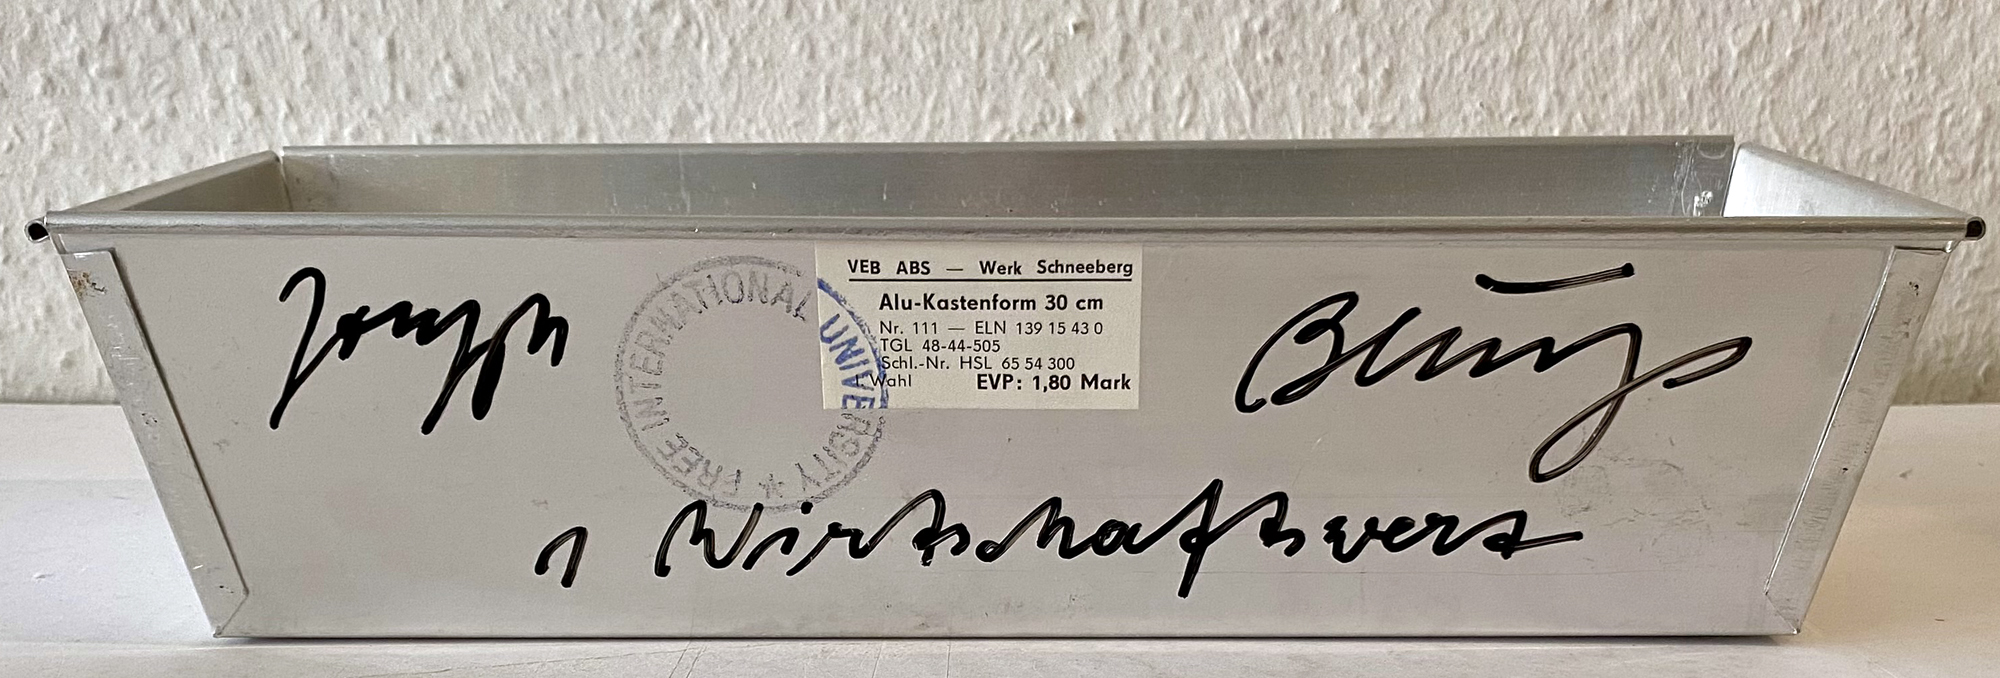 Joseph Beuys
FREE INTERNATIONAL UNIVERSITY *
VEB ABS — Werk Schneeberg
Alu-Kastenform 30 cm
Nr. 111 — ELN 139 15 43 0
TGL 48-44-505
Schl.-Nr. HSL 65 54 300
I. Wahl EVP: 1,80 Mark
1 Wirtschaftswert